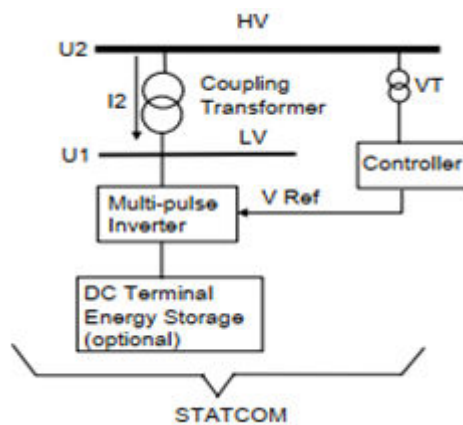 HV
U2
I2
Coupling
Transformer
VT
LV
U1
Controller
V Ref
Multi-pulse
Inverter
DC Terminal
Energy Storage
(optional)
STATCOM